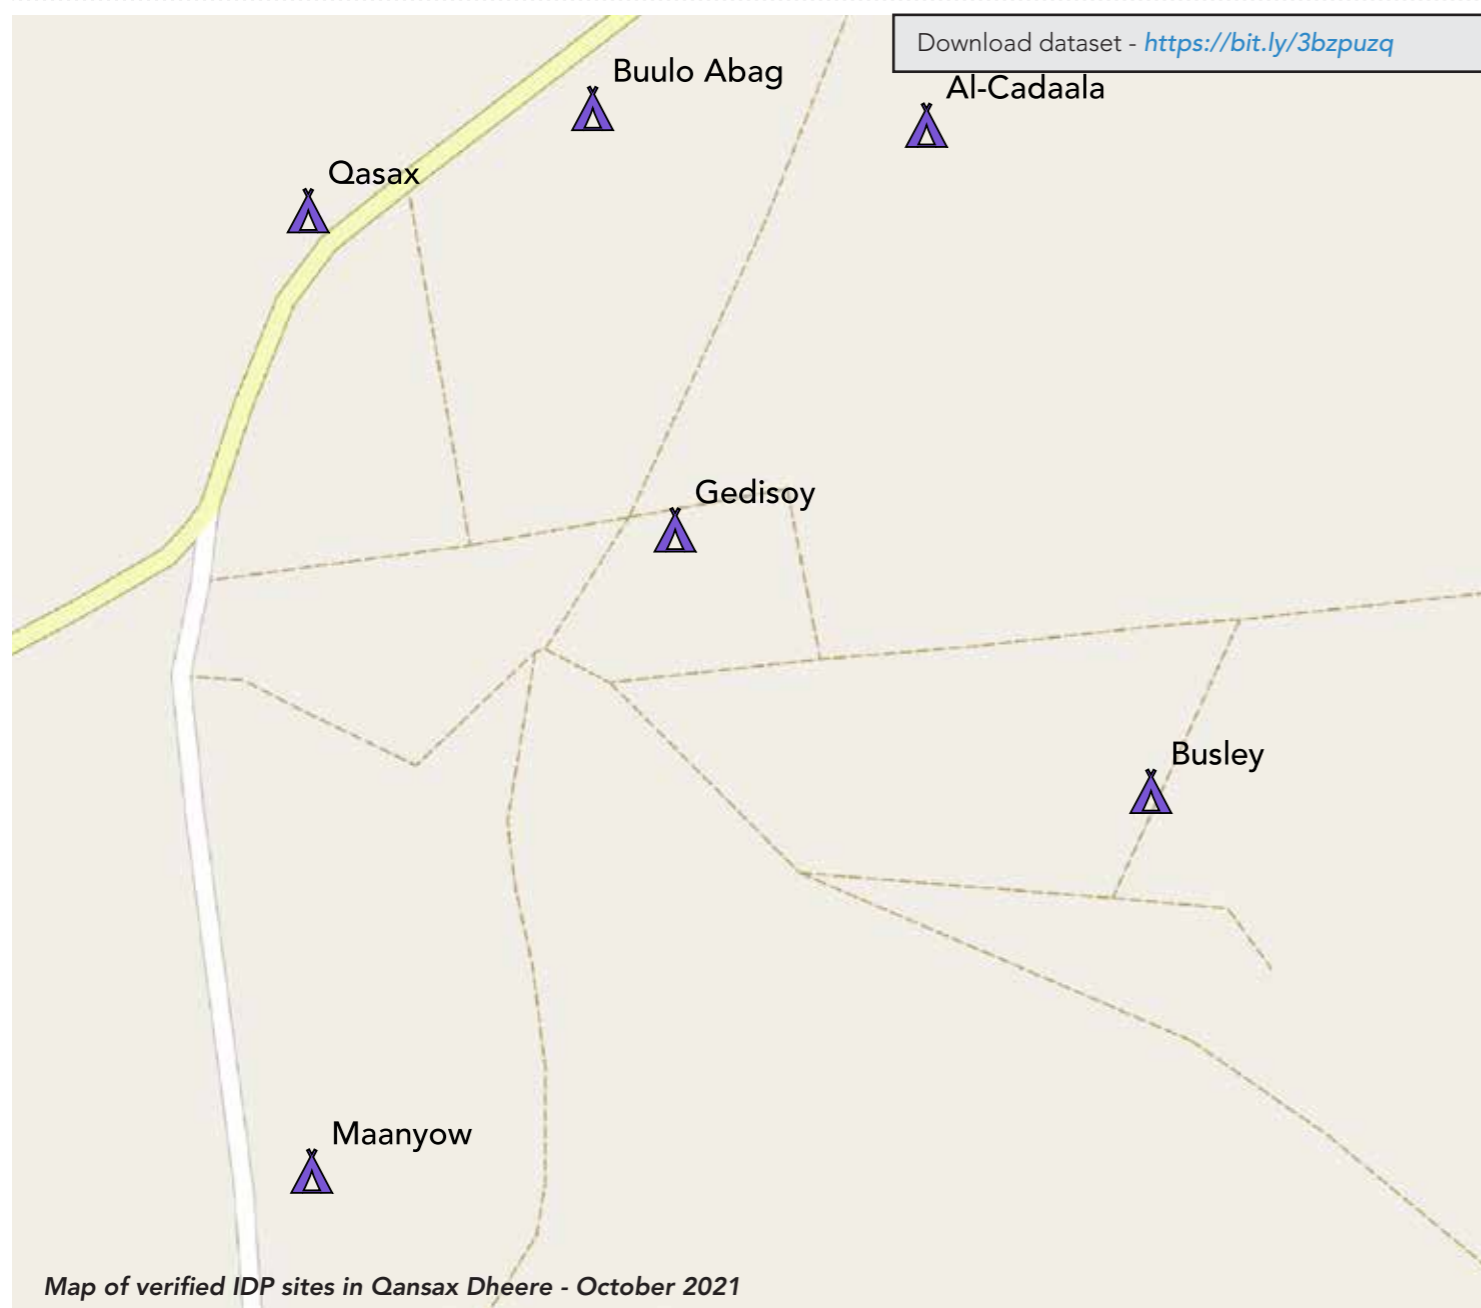 Download dataset - https://bit.ly/3bzpuzq
Buulo Abag
Al-Cadaala
Qasax
Gedisoy
Busley
Maanyow
Map of verified IDP sites in Qansax Dheere - October 2021